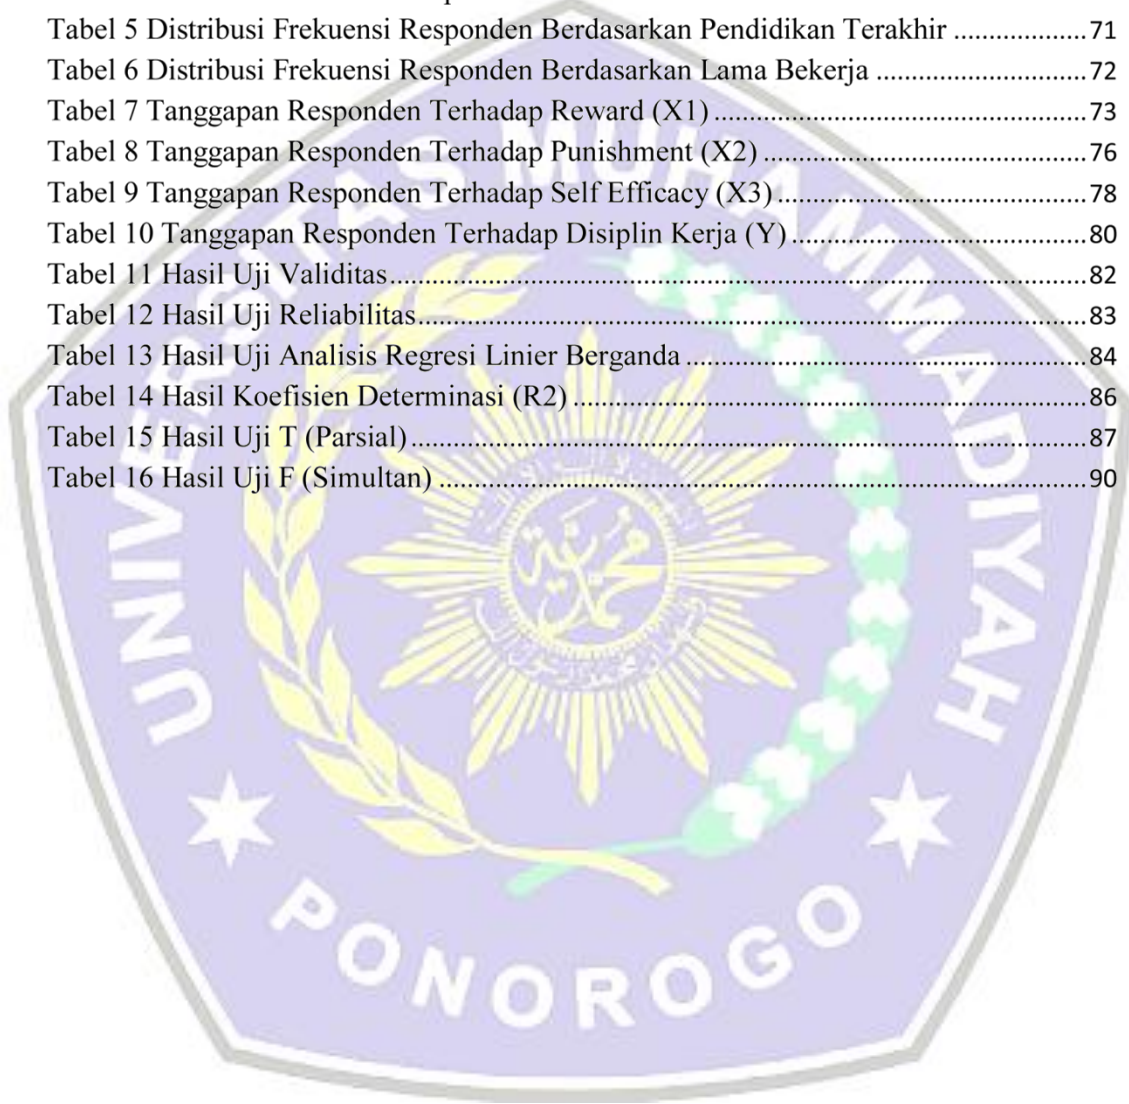 Tabel 5 Distribusi Frekuensi Responden Berdasarkan Pendidikan Terakhir ................... 71
Tabel 6 Distribusi Frekuensi Responden Berdasarkan Lama Bekerja .............................. 72
Tabel 7 Tanggapan Responden Terhadap Reward (X1) ..................................................... 73
Tabel 8 Tanggapan Responden Terhadap Punishment (X2) .............................................. 76
Tabel 9 Tanggapan Responden Terhadap Self Efficacy (X3) ............................................ 78
Tabel 10 Tanggapan Responden Terhadap Disiplin Kerja (Y) .......................................... 80
Tabel 11 Hasil Uji Validitas .................................................................................................... 82
Tabel 12 Hasil Uji Reliabilitas ................................................................................................ 83
Tabel 13 Hasil Uji Analisis Regresi Linier Berganda ......................................................... 84
Tabel 14 Hasil Koefisien Determinasi (R2) .......................................................................... 86
Tabel 15 Hasil Uji T (Parsial) ................................................................................................. 87
Tabel 16 Hasil Uji F (Simultan) ............................................................................................. 90
UNIVERSITAS MUHAMMADIYAH
محمدية
PONOROGO